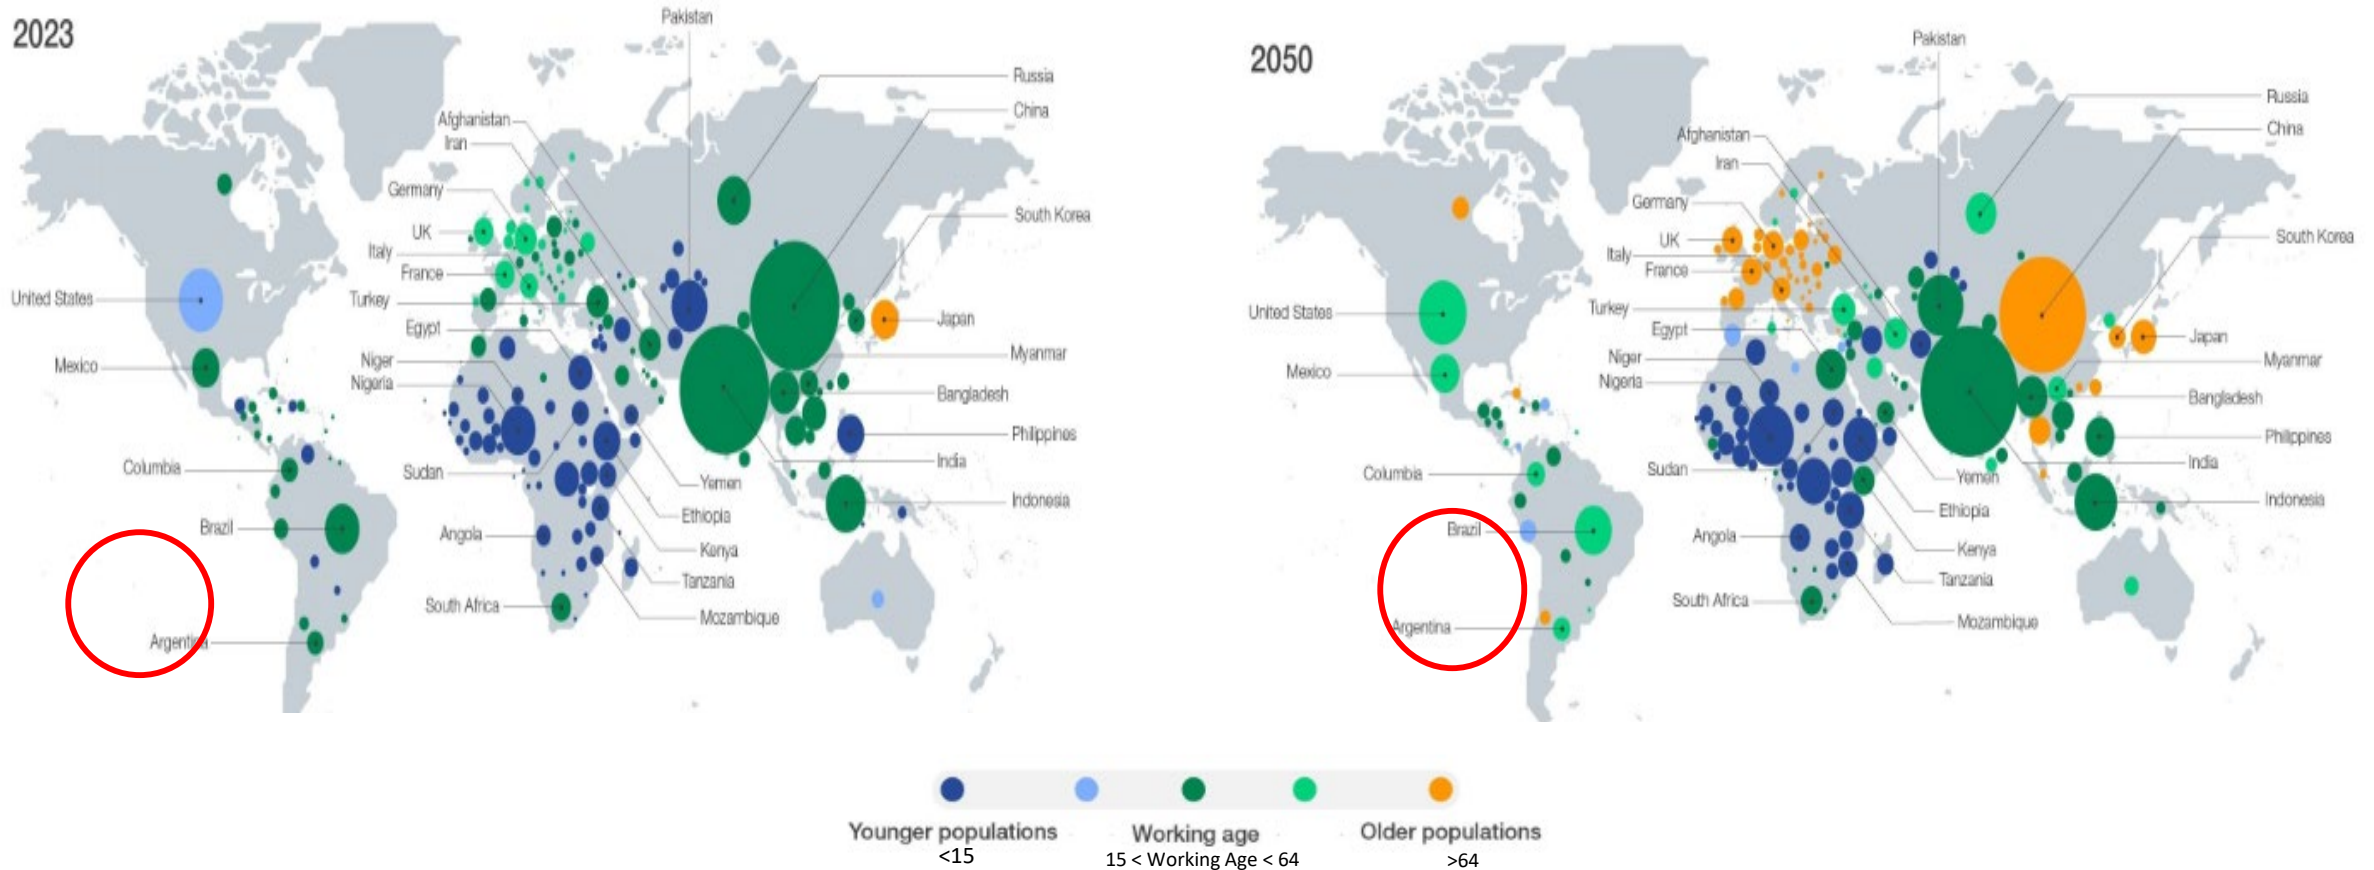 2023
Pakistan
Russia
China
Afghanistan
Iran
Germany
South Korea
UK
Italy
France
United States
Turkey
Japan
Egypt
Myanmar
Niger
Mexico
Nigeria
Bangladesh
Philippines
India
Columbia
Sudan
Yemen
Indonesia
Ethiopia
Brazil
Angola
Kenya
Tanzania
South Africa
Mozambique
Argentina
2050
Pakistan
Russia
China
Afghanistan
Iran
Germany
South Korea
UK
Italy
France
Turkey
United States
Egypt
Japan
Niger
Myanmar
Mexico
Nigeria
Bangladesh
Philippines
India
Sudan
Columbia
Yemen
Indonesia
Ethiopia
Brazil
Angola
Kenya
Tanzania
South Africa
Mozambique
Argentina
Younger populations
<15
Working age
15 < Working Age < 64
Older populations
>64